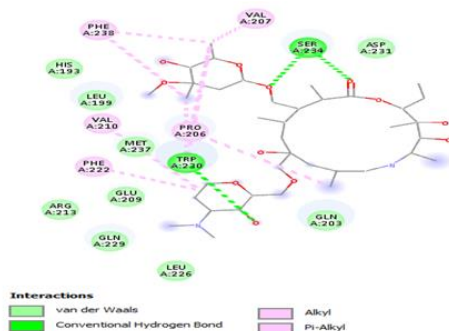 PHE
A:238
VAL
A:207
SER
A:234
ASP
A:231
HIS
A:193
LEU
A:199
VAL
A:210
MET
A:237
PRO
A:206
PHE
A:222
TRP
A:230
GLU
A:209
ARG
A:213
GLN
A:203
GLN
A:229
LEU
A:226
N
N
Interactions
van der Waals
Conventional Hydrogen Bond
Alkyl
Pi-Alkyl